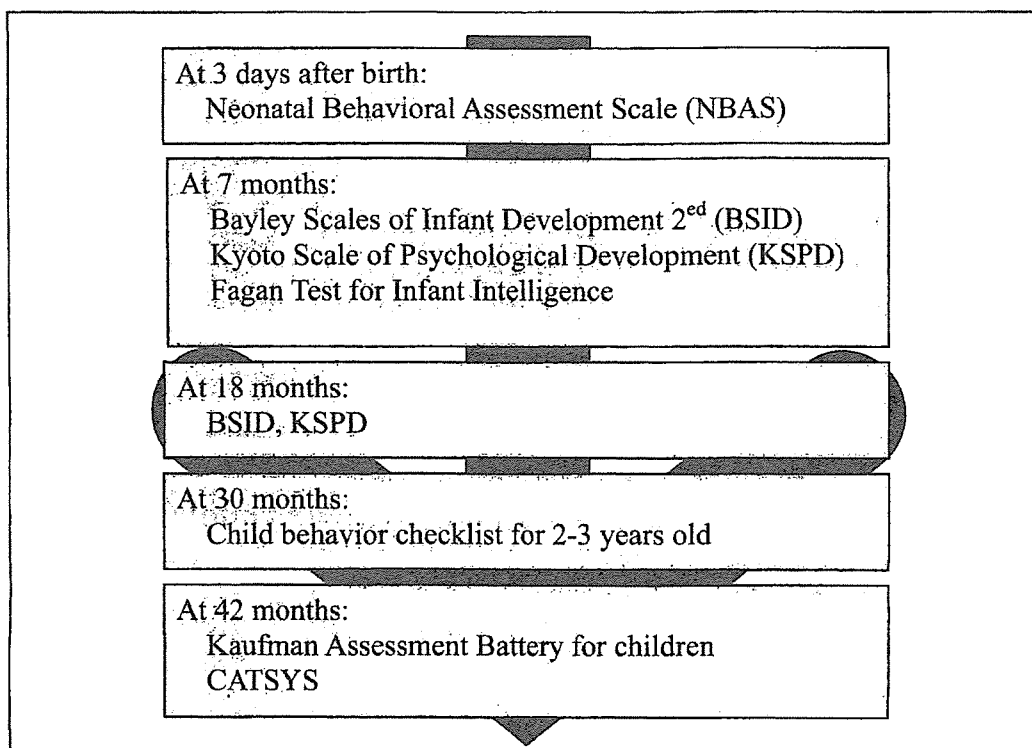 At 3 days after birth:
Neonatal Behavioral Assessment Scale (NBAS)
At 7 months:
Bayley Scales of Infant Development 2ed (BSID)
Kyoto Scale of Psychological Development (KSPD)
Fagan Test for Infant Intelligence
At 18 months:
BSID, KSPD
At 30 months:
Child behavior checklist for 2-3 years old
At 42 months:
Kaufman Assessment Battery for children
CATSYS